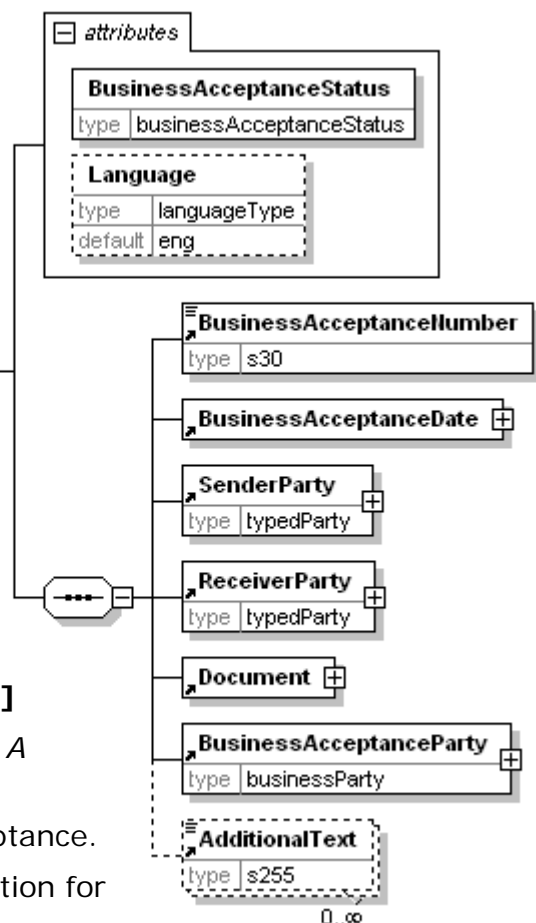 attributes
BusinessAcceptanceStatus
type businessAcceptanceStatus
Language
type languageType
default eng
BusinessAcceptanceNumber
type s30
BusinessAcceptanceDate
SenderParty
type typedParty
ReceiverParty
type typedParty
Document
]
A
BusinessAcceptanceParty
type businessParty
ptance.
tion for
AdditionalText
type s255
0..∞